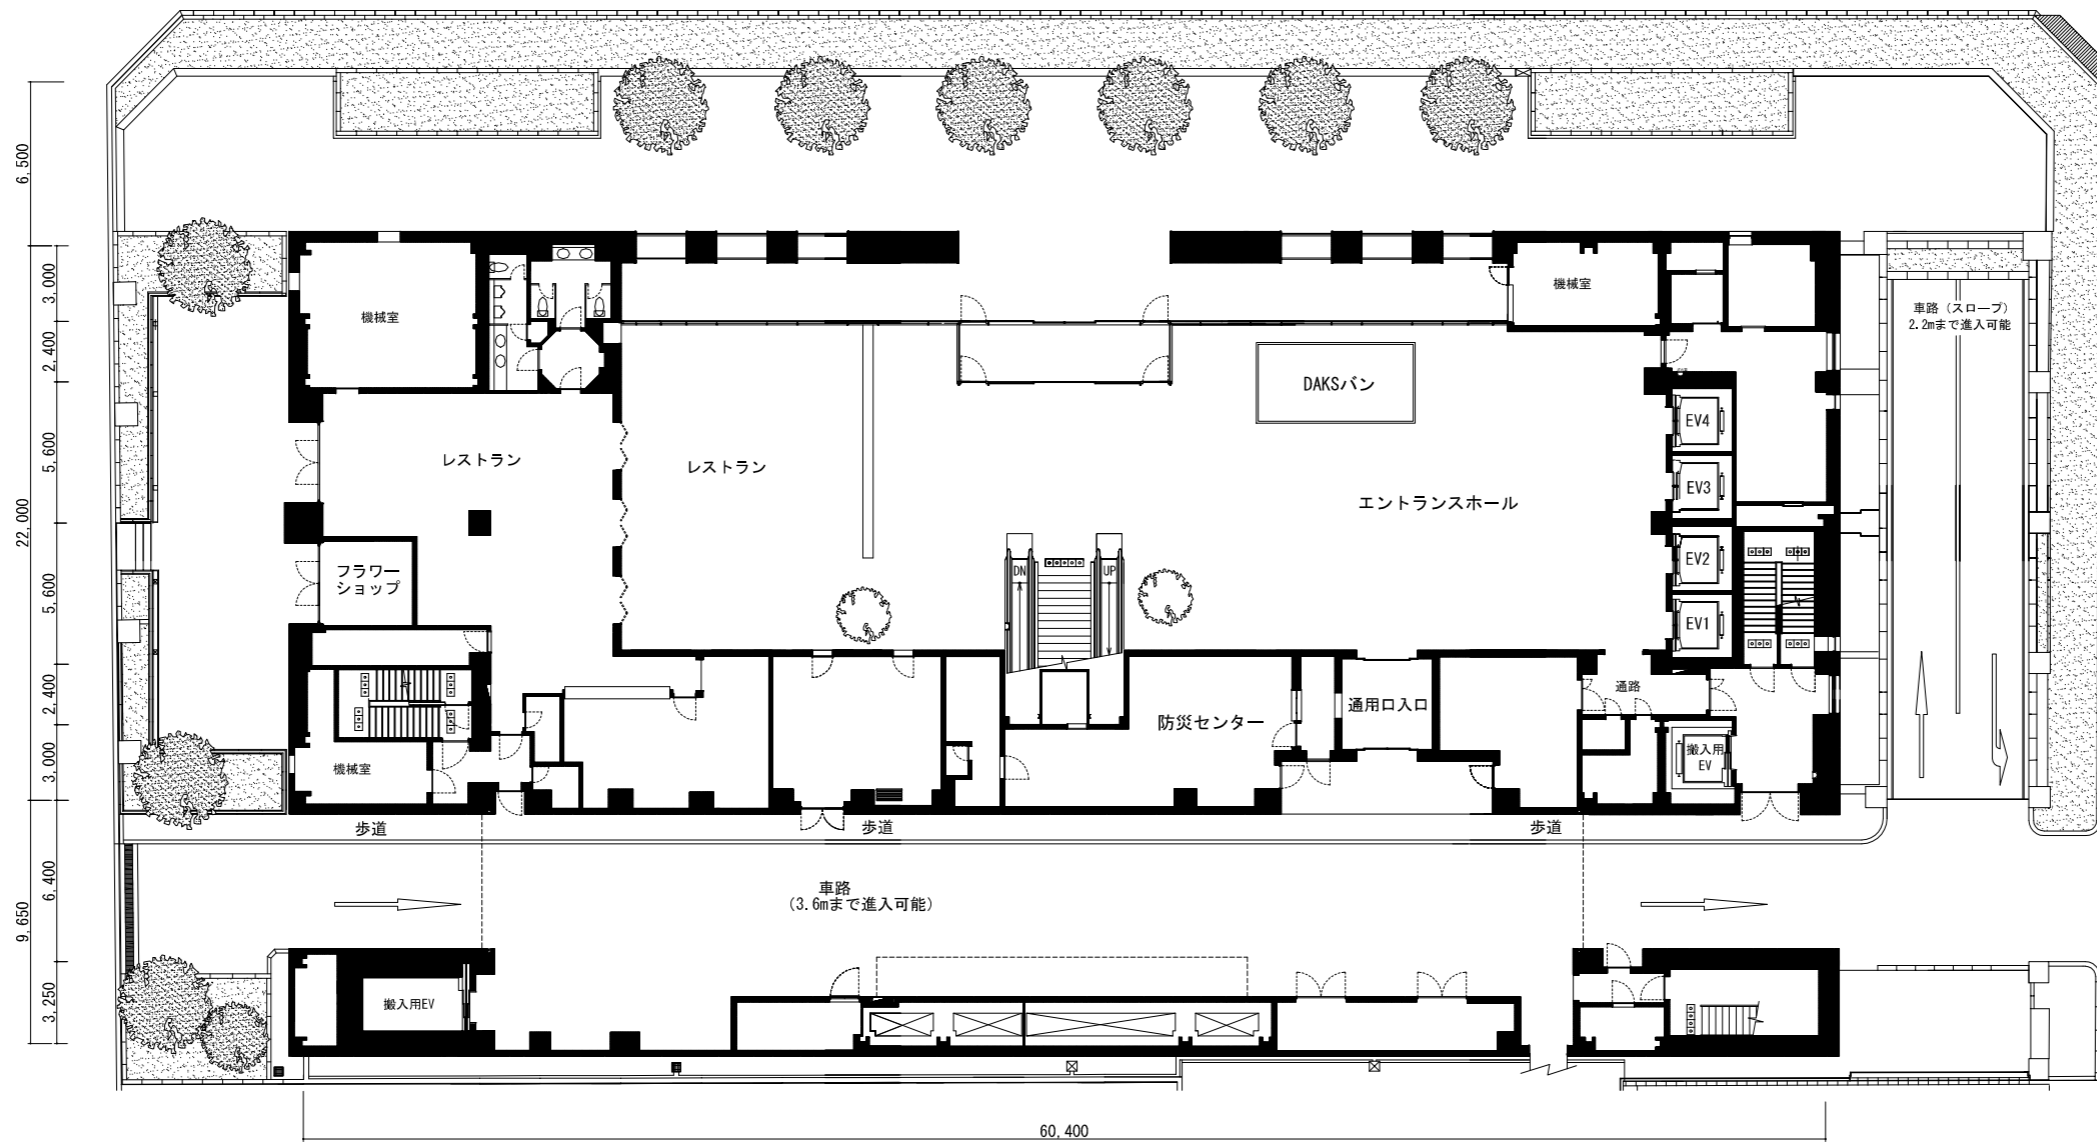 6,500
3,000
2,400
5,600
22,000
5,600
2,400
3,000
6,400
9,650
3,250
60,400
機械室
機械室
車路（スロープ）
2.2mまで進入可能
DAKSバン
EV4
レストラン
レストラン
EV3
エントランスホール
EV2
フラワー
ショップ
DN
UP
EV1
通路
通用口入口
防災センター
搬入用
EV
機械室
歩道
歩道
歩道
車路
（3.6mまで進入可能）
搬入用EV